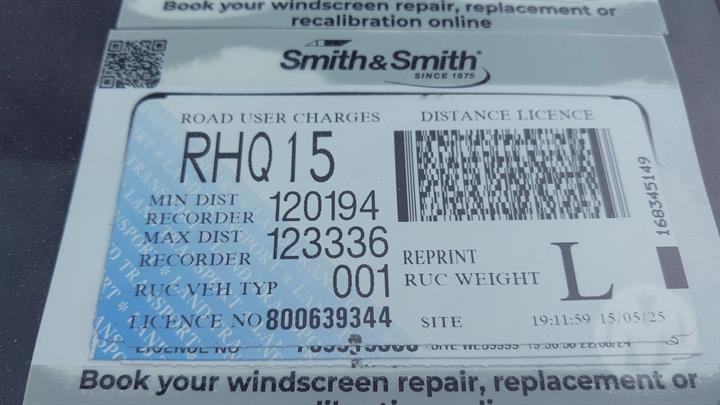 Book your windscreen repair, replacement or
recalibration online
Smith&Smith®
SINCE 1875
ROAD USER CHARGES DISTANCE LICENCE
RHQ15
MIN DIST
RECORDER 120194
MAX DIST
RECORDER 123336
REPRINT
RUC VEH TYP 001 RUC WEIGHT L
LICENCE NO 800639344 SITE 19:11:59 15/05/25
168345149
LICENCE NO
Book your windscreen repair, replacement or